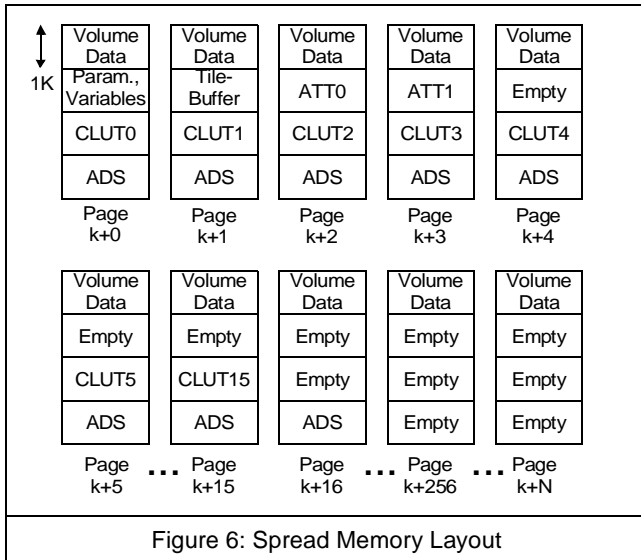 Volume Data Volume Data Volume Data Volume Data Volume Data
1K Param., Variables Tile-Buffer ATT0 ATT1 Empty
CLUT0 CLUT1 CLUT2 CLUT3 CLUT4
ADS ADS ADS ADS ADS
Page k+0 Page k+1 Page k+2 Page k+3 Page k+4
Volume Data Volume Data Volume Data Volume Data Volume Data
Empty Empty Empty Empty Empty
CLUT5 CLUT15 Empty Empty Empty
ADS ADS ADS Empty Empty
Page k+5 ... Page k+15 Page k+16 ... Page k+256 ... Page k+N
Figure 6: Spread Memory Layout